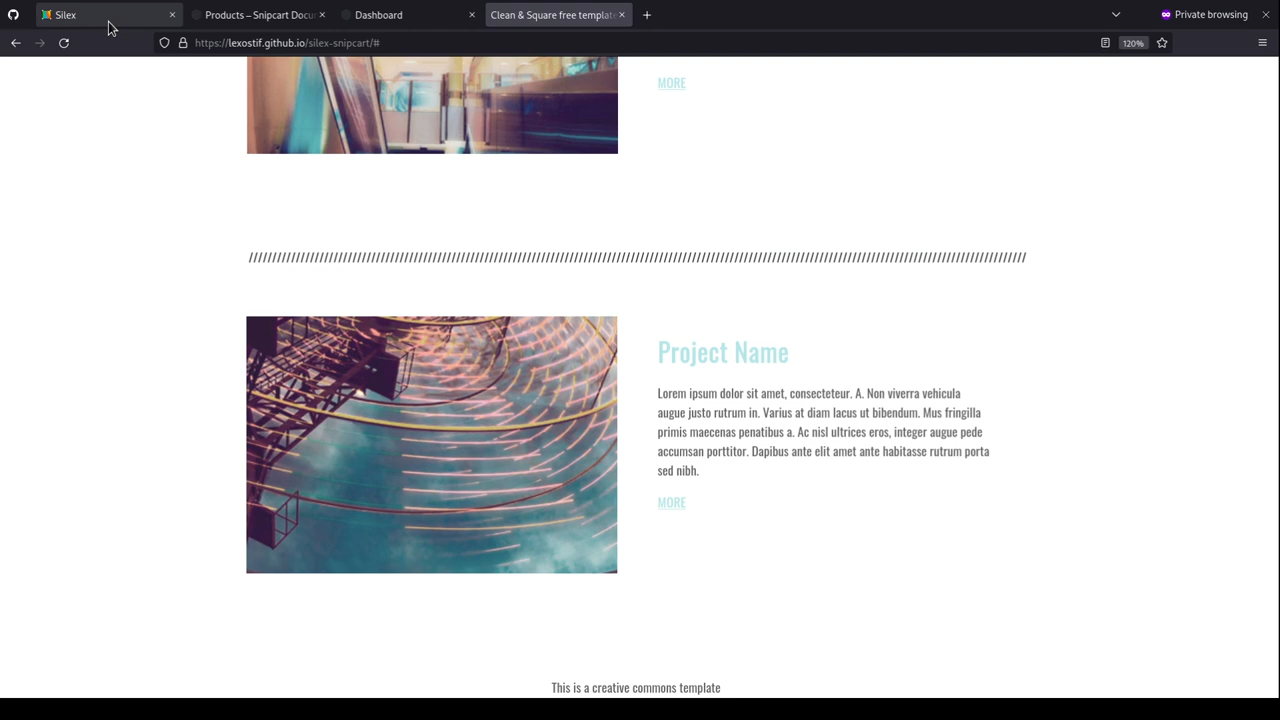 Silex
Products – Snipcart Docu
Dashboard
Clean & Square free template
Private browsing
https://lexostif.github.io/silex-snipcart/#
120%
MORE
////////////////////////////////////////////////////////////////////////////////////////////////////////////////////////////////////////////////////////////////
Project Name
Lorem ipsum dolor sit amet, consecteteur. A. Non viverra vehicula
augue justo rutrum in. Varius at diam lacus ut bibendum. Mus fringilla
primis maecenas penatibus a. Ac nisl ultrices eros, integer augue pede
accumsan porttitor. Dapibus ante elit amet ante habitasse rutrum porta
sed nibh.
MORE
This is a creative commons template